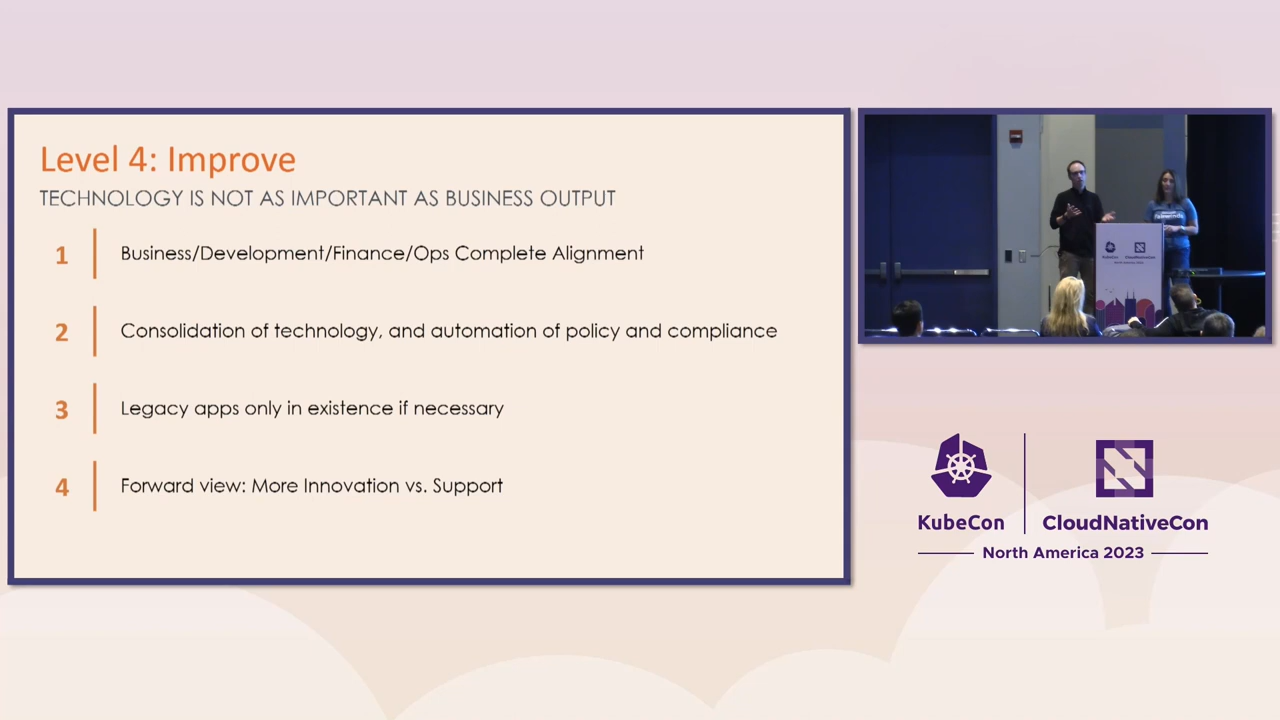 Level 4: Improve
TECHNOLOGY IS NOT AS IMPORTANT AS BUSINESS OUTPUT
1
Business/Development/Finance/Ops Complete Alignment
2
Consolidation of technology, and automation of policy and compliance
3
Legacy apps only in existence if necessary
4
Forward view: More Innovation vs. Support
KubeCon
CloudNativeCon
North America 2023